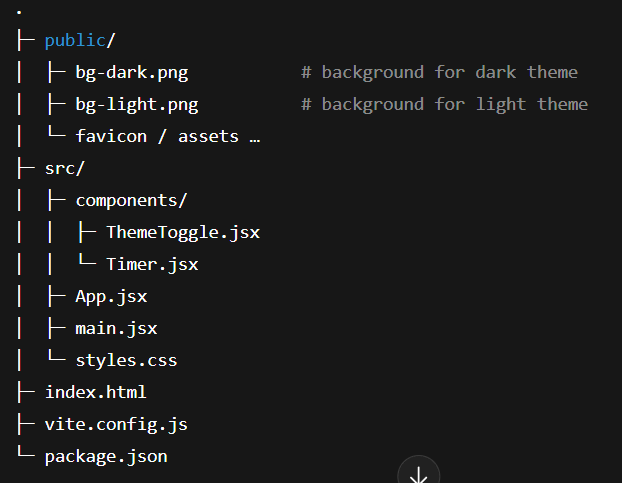 .
├─ public/
│  ├─ bg-dark.png           # background for dark theme
│  ├─ bg-light.png          # background for light theme
│  └─ favicon / assets …
├─ src/
│  ├─ components/
│  │  ├─ ThemeToggle.jsx
│  │  └─ Timer.jsx
│  ├─ App.jsx
│  ├─ main.jsx
│  └─ styles.css
├─ index.html
├─ vite.config.js
└─ package.json